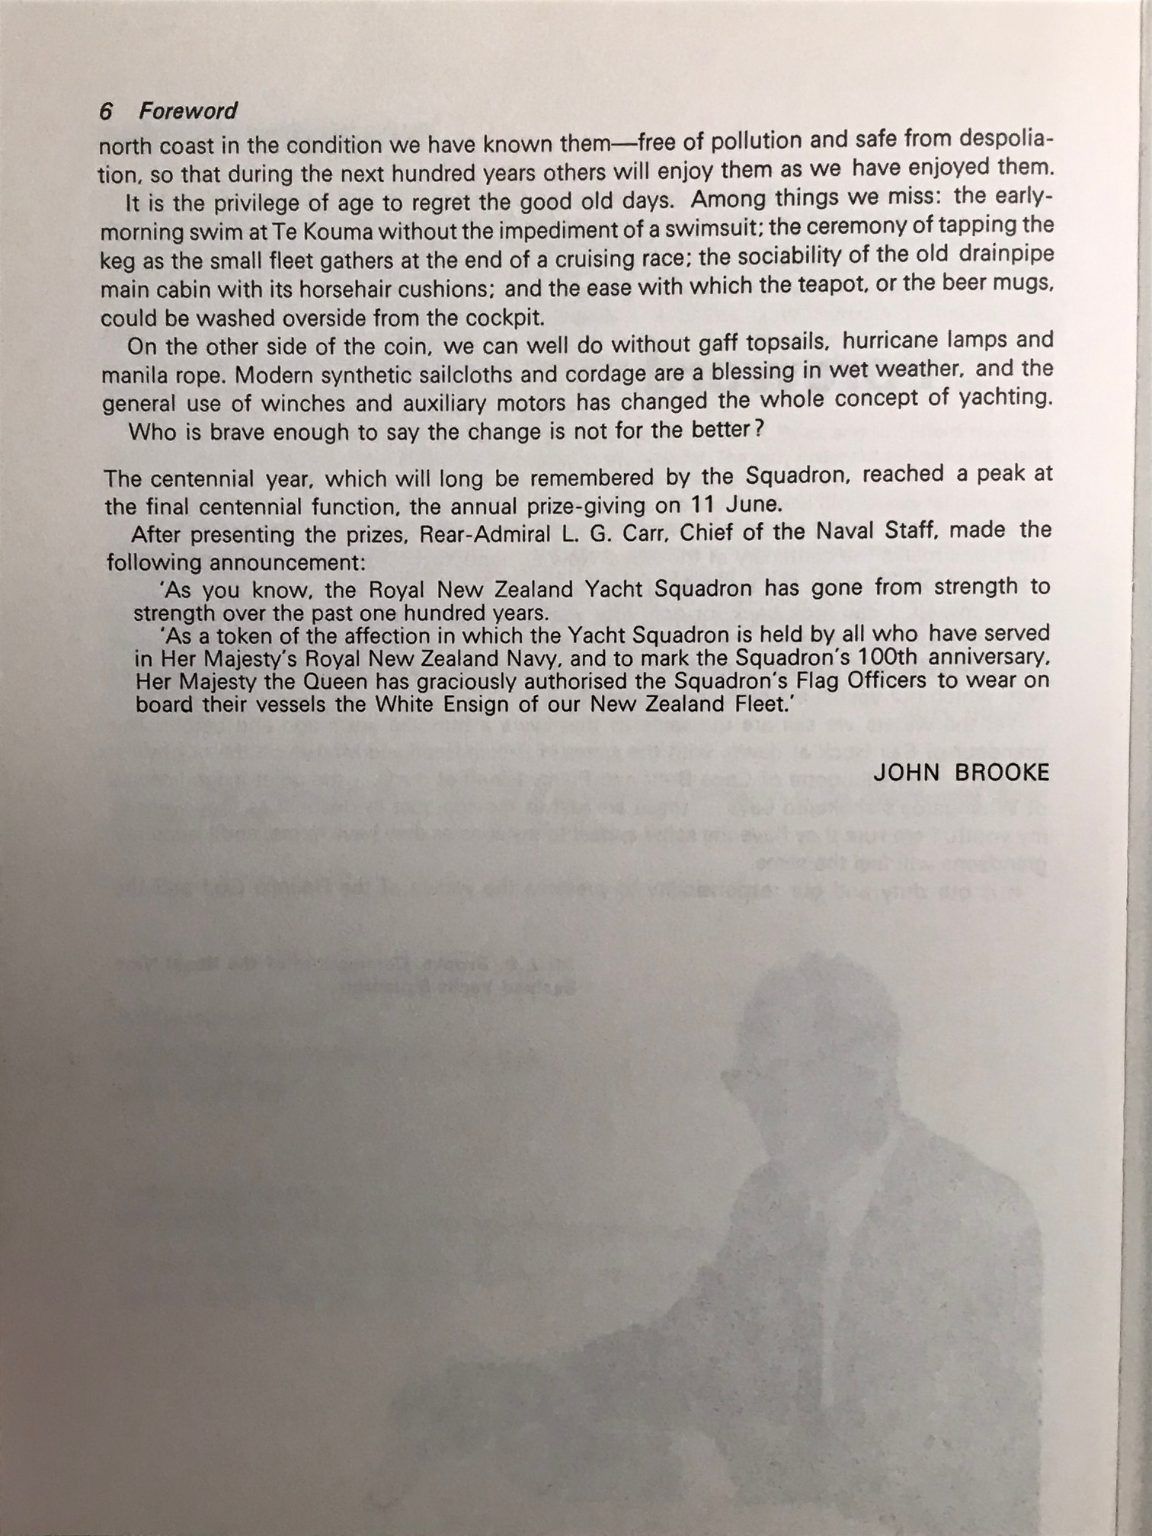 6 Foreword
north coast in the condition we have known them—free of pollution and safe from despolia-
tion, so that during the next hundred years others will enjoy them as we have enjoyed them.
It is the privilege of age to regret the good old days. Among things we miss: the early-
morning swim at Te Kouma without the impediment of a swimsuit; the ceremony of tapping the
keg as the small fleet gathers at the end of a cruising race; the sociability of the old drainpipe
main cabin with its horsehair cushions; and the ease with which the teapot, or the beer mugs,
could be washed overside from the cockpit.
On the other side of the coin, we can well do without gaff topsails, hurricane lamps and
manila rope. Modern synthetic sailcloths and cordage are a blessing in wet weather, and the
general use of winches and auxiliary motors has changed the whole concept of yachting.
Who is brave enough to say the change is not for the better?
The centennial year, which will long be remembered by the Squadron, reached a peak at
the final centennial function, the annual prize-giving on 11 June.
After presenting the prizes, Rear-Admiral L. G. Carr, Chief of the Naval Staff, made the
following announcement:
'As you know, the Royal New Zealand Yacht Squadron has gone from strength to
strength over the past one hundred years.
'As a token of the affection in which the Yacht Squadron is held by all who have served
in Her Majesty's Royal New Zealand Navy, and to mark the Squadron's 100th anniversary,
Her Majesty the Queen has graciously authorised the Squadron's Flag Officers to wear on
board their vessels the White Ensign of our New Zealand Fleet.'
JOHN BROOKE